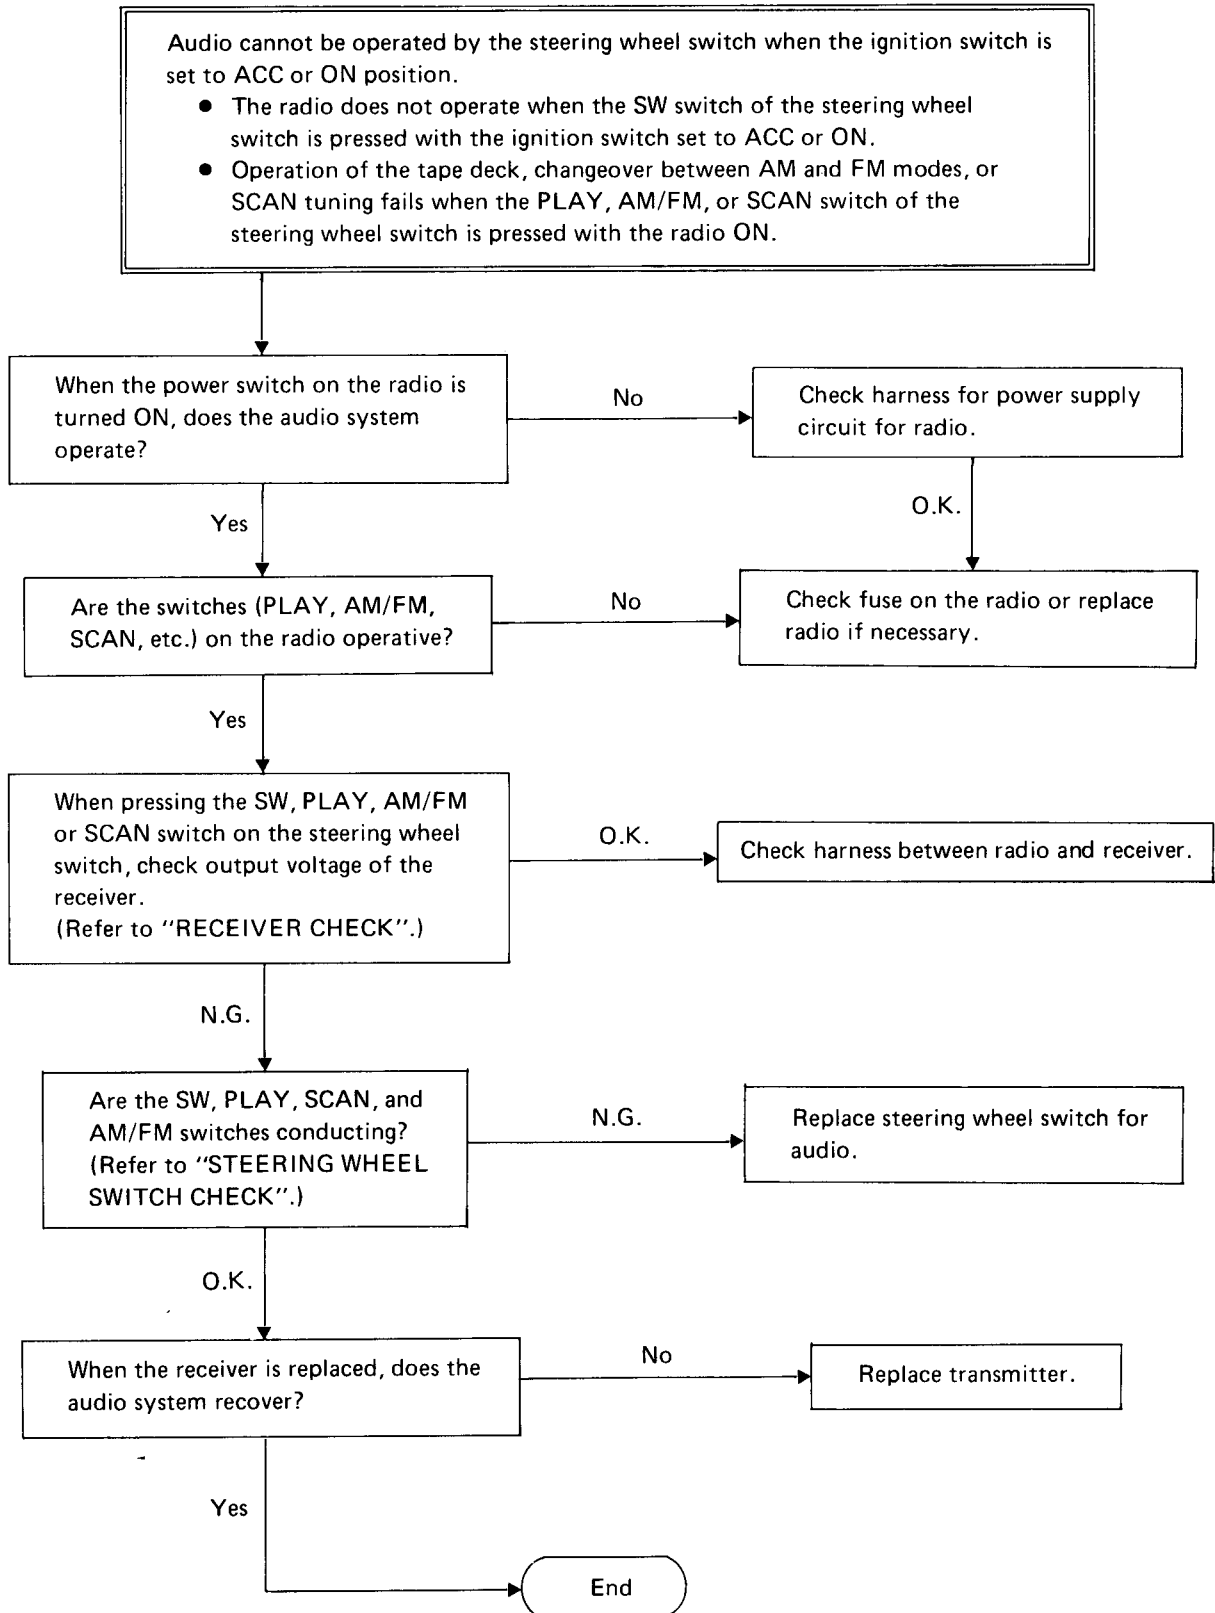 Audio cannot be operated by the steering wheel switch when the ignition switch is
set to ACC or ON position.
● The radio does not operate when the SW switch of the steering wheel
switch is pressed with the ignition switch set to ACC or ON.
● Operation of the tape deck, changeover between AM and FM modes, or
SCAN tuning fails when the PLAY, AM/FM, or SCAN switch of the
steering wheel switch is pressed with the radio ON.
When the power switch on the radio is
turned ON, does the audio system
operate?
No
Check harness for power supply
circuit for radio.
Yes
O.K.
Are the switches (PLAY, AM/FM,
SCAN, etc.) on the radio operative?
No
Check fuse on the radio or replace
radio if necessary.
Yes
When pressing the SW, PLAY, AM/FM
or SCAN switch on the steering wheel
switch, check output voltage of the
receiver.
(Refer to "RECEIVER CHECK".)
O.K.
Check harness between radio and receiver.
N.G.
Are the SW, PLAY, SCAN, and
AM/FM switches conducting?
(Refer to "STEERING WHEEL
SWITCH CHECK".)
N.G.
Replace steering wheel switch for
audio.
O.K.
When the receiver is replaced, does the
audio system recover?
No
Replace transmitter.
Yes
End